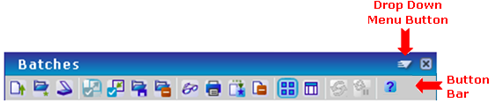 Drop Down
Menu Button
Batches
Button
Bar